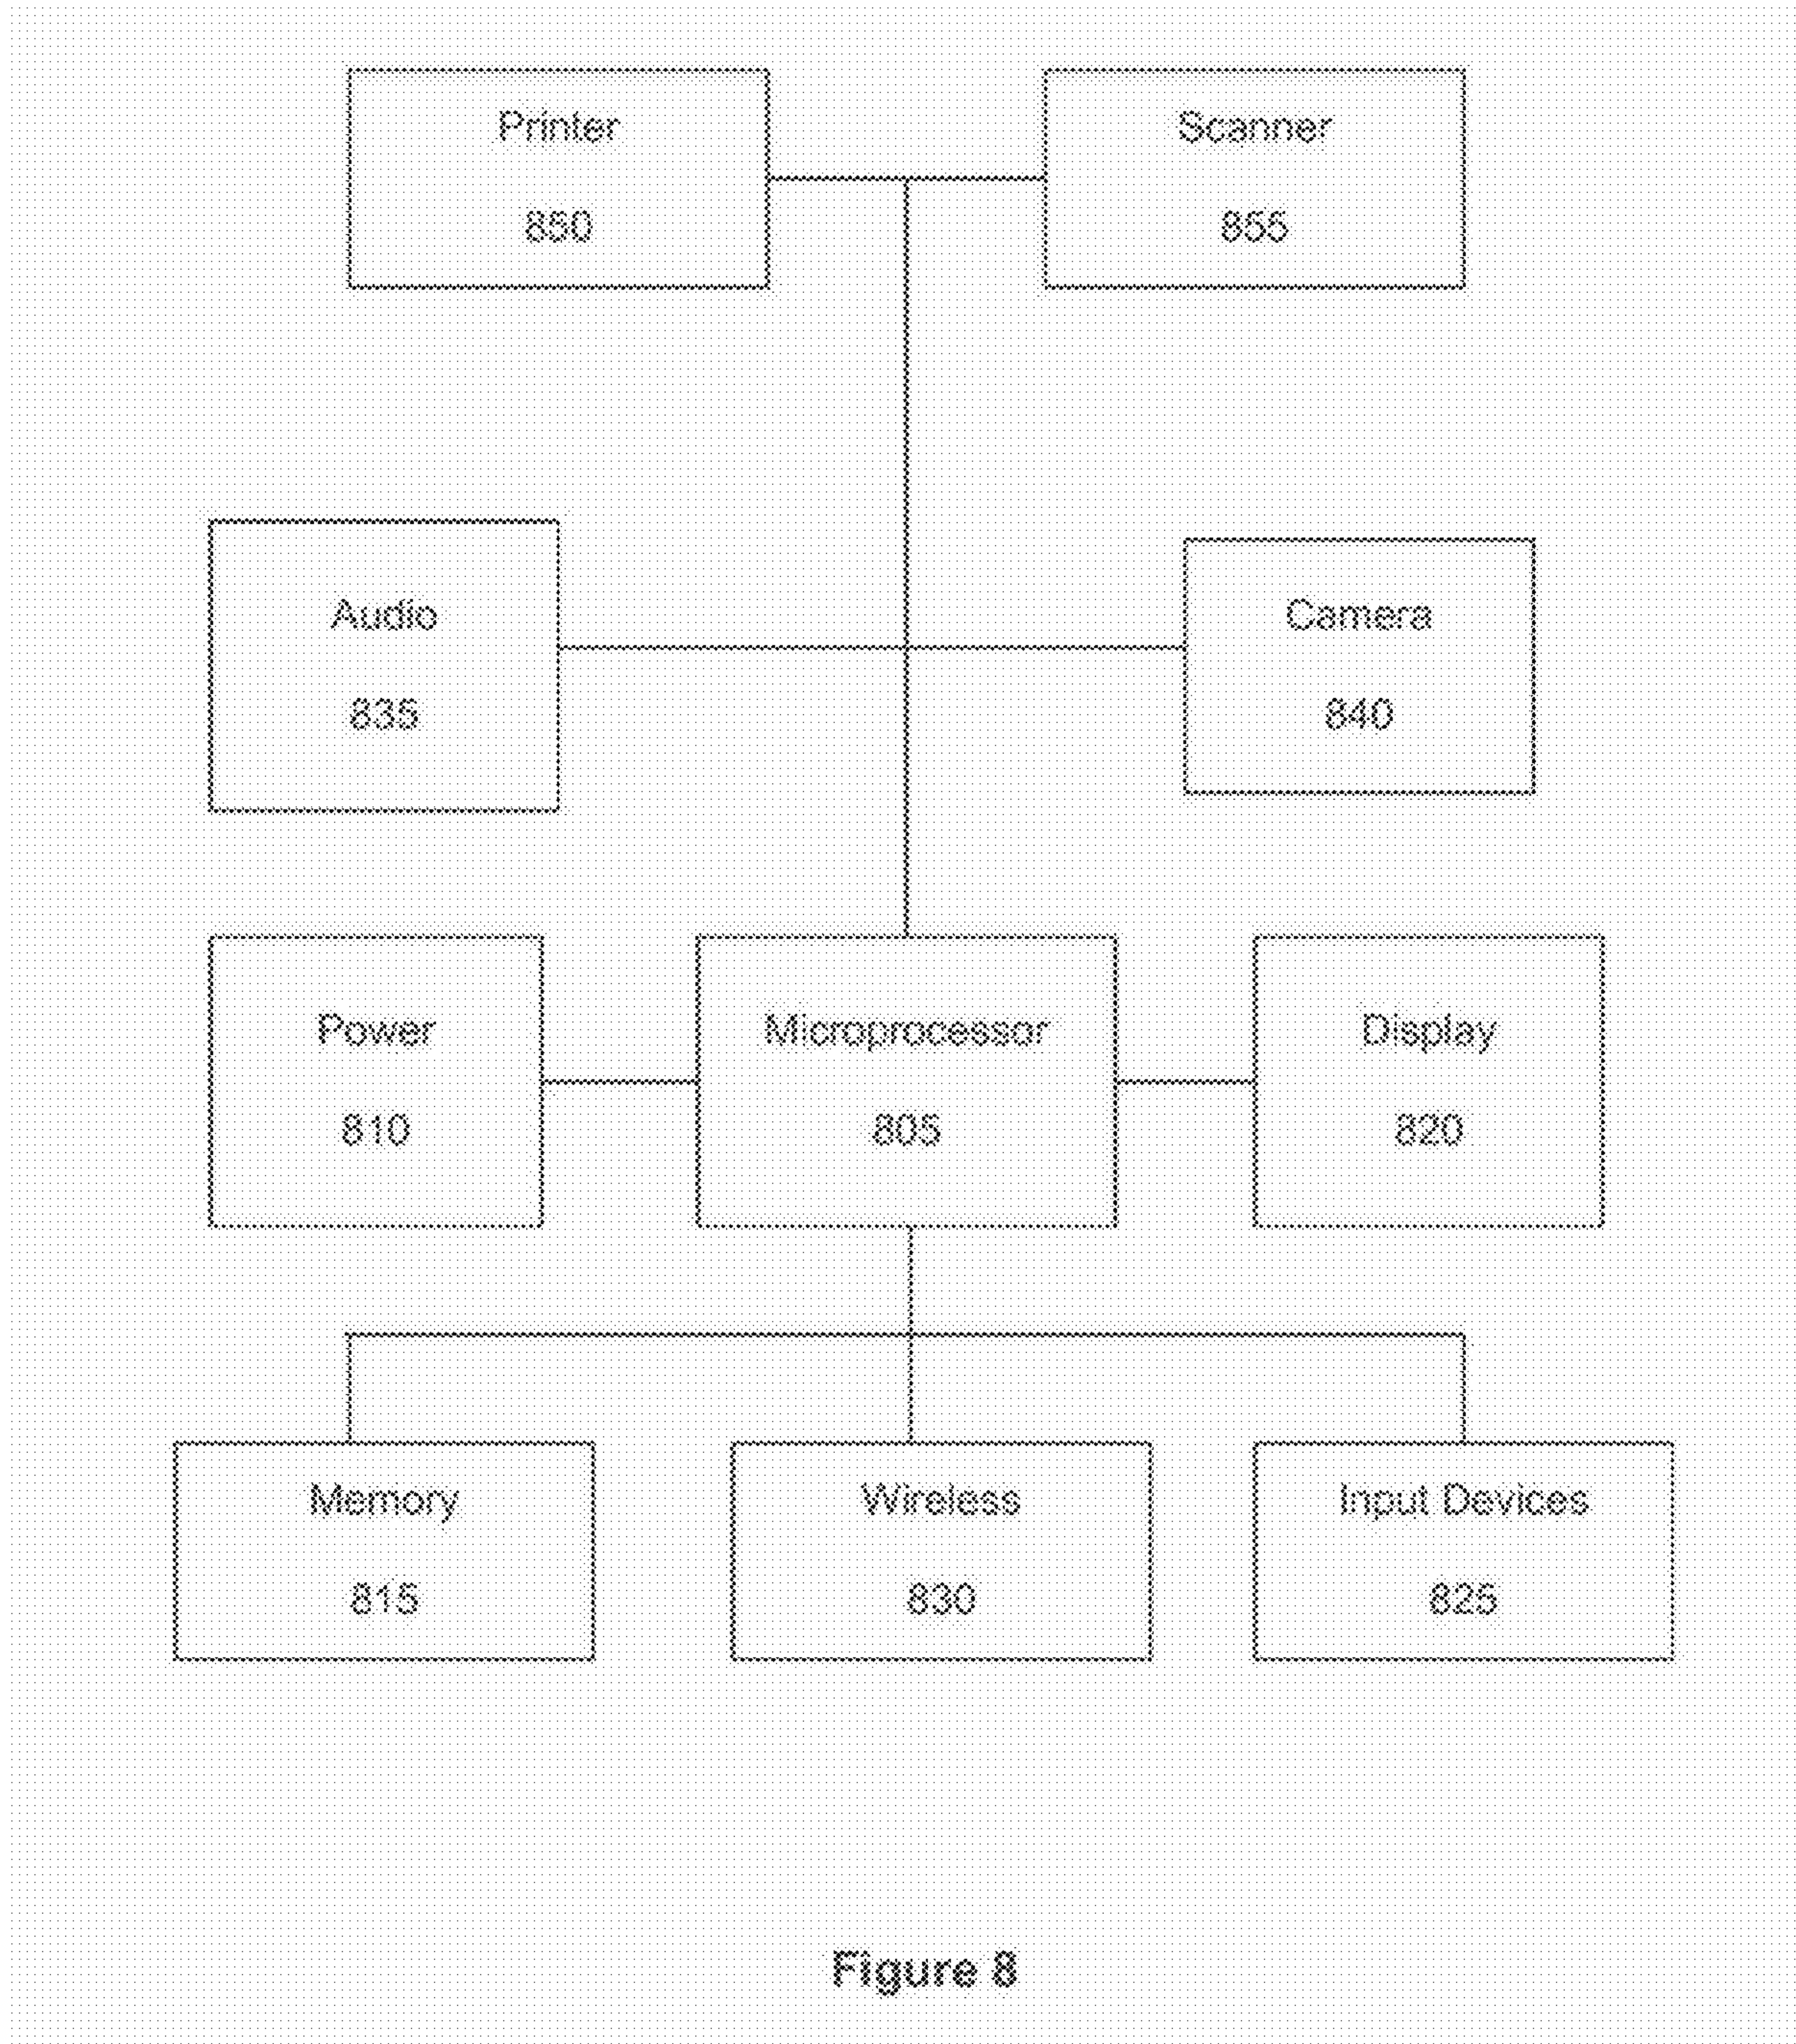 Printer
850
Scanner
855
Audio
835
Camera
840
Power
810
Microprocessor
805
Display
820
Memory
815
Wireless
830
Input Devices
825
Figure 8